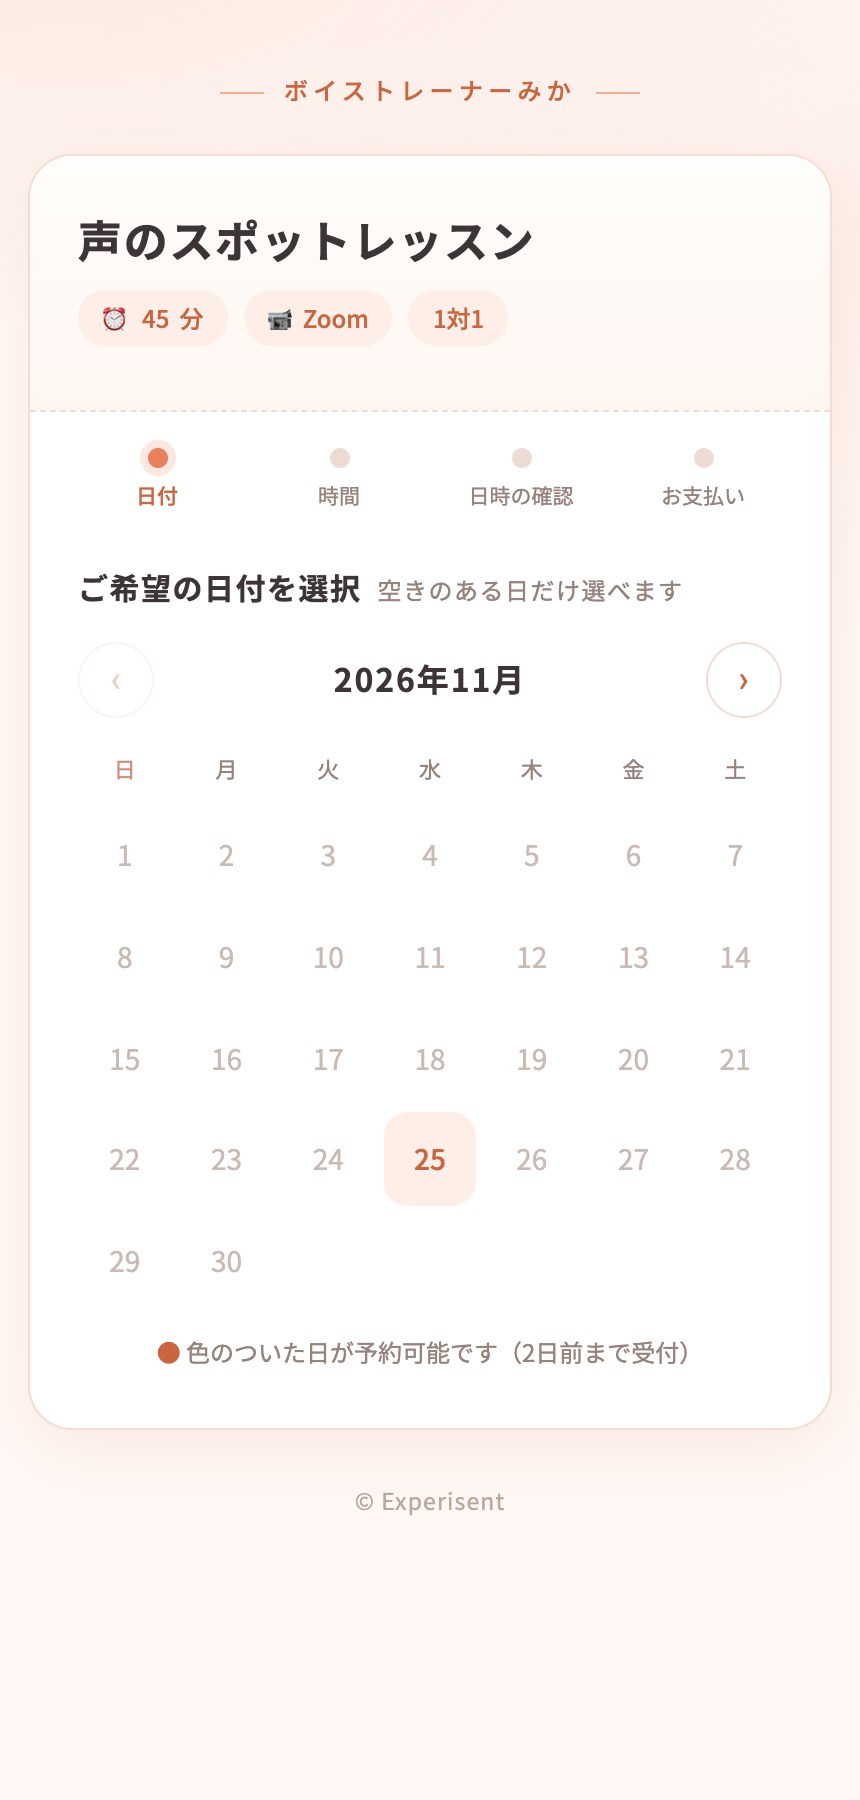 ボイストレーナーみか
声のスポットレッスン
⏰ 45 分 📹 Zoom 1対1
日付 時間 日時の確認 お支払い
ご希望の日付を選択 空きのある日だけ選べます
‹ 2026年11月 ›
日 月 火 水 木 金 土
1 2 3 4 5 6 7
8 9 10 11 12 13 14
15 16 17 18 19 20 21
22 23 24 25 26 27 28
29 30
色のついた日が予約可能です（2日前まで受付）
© Experisent